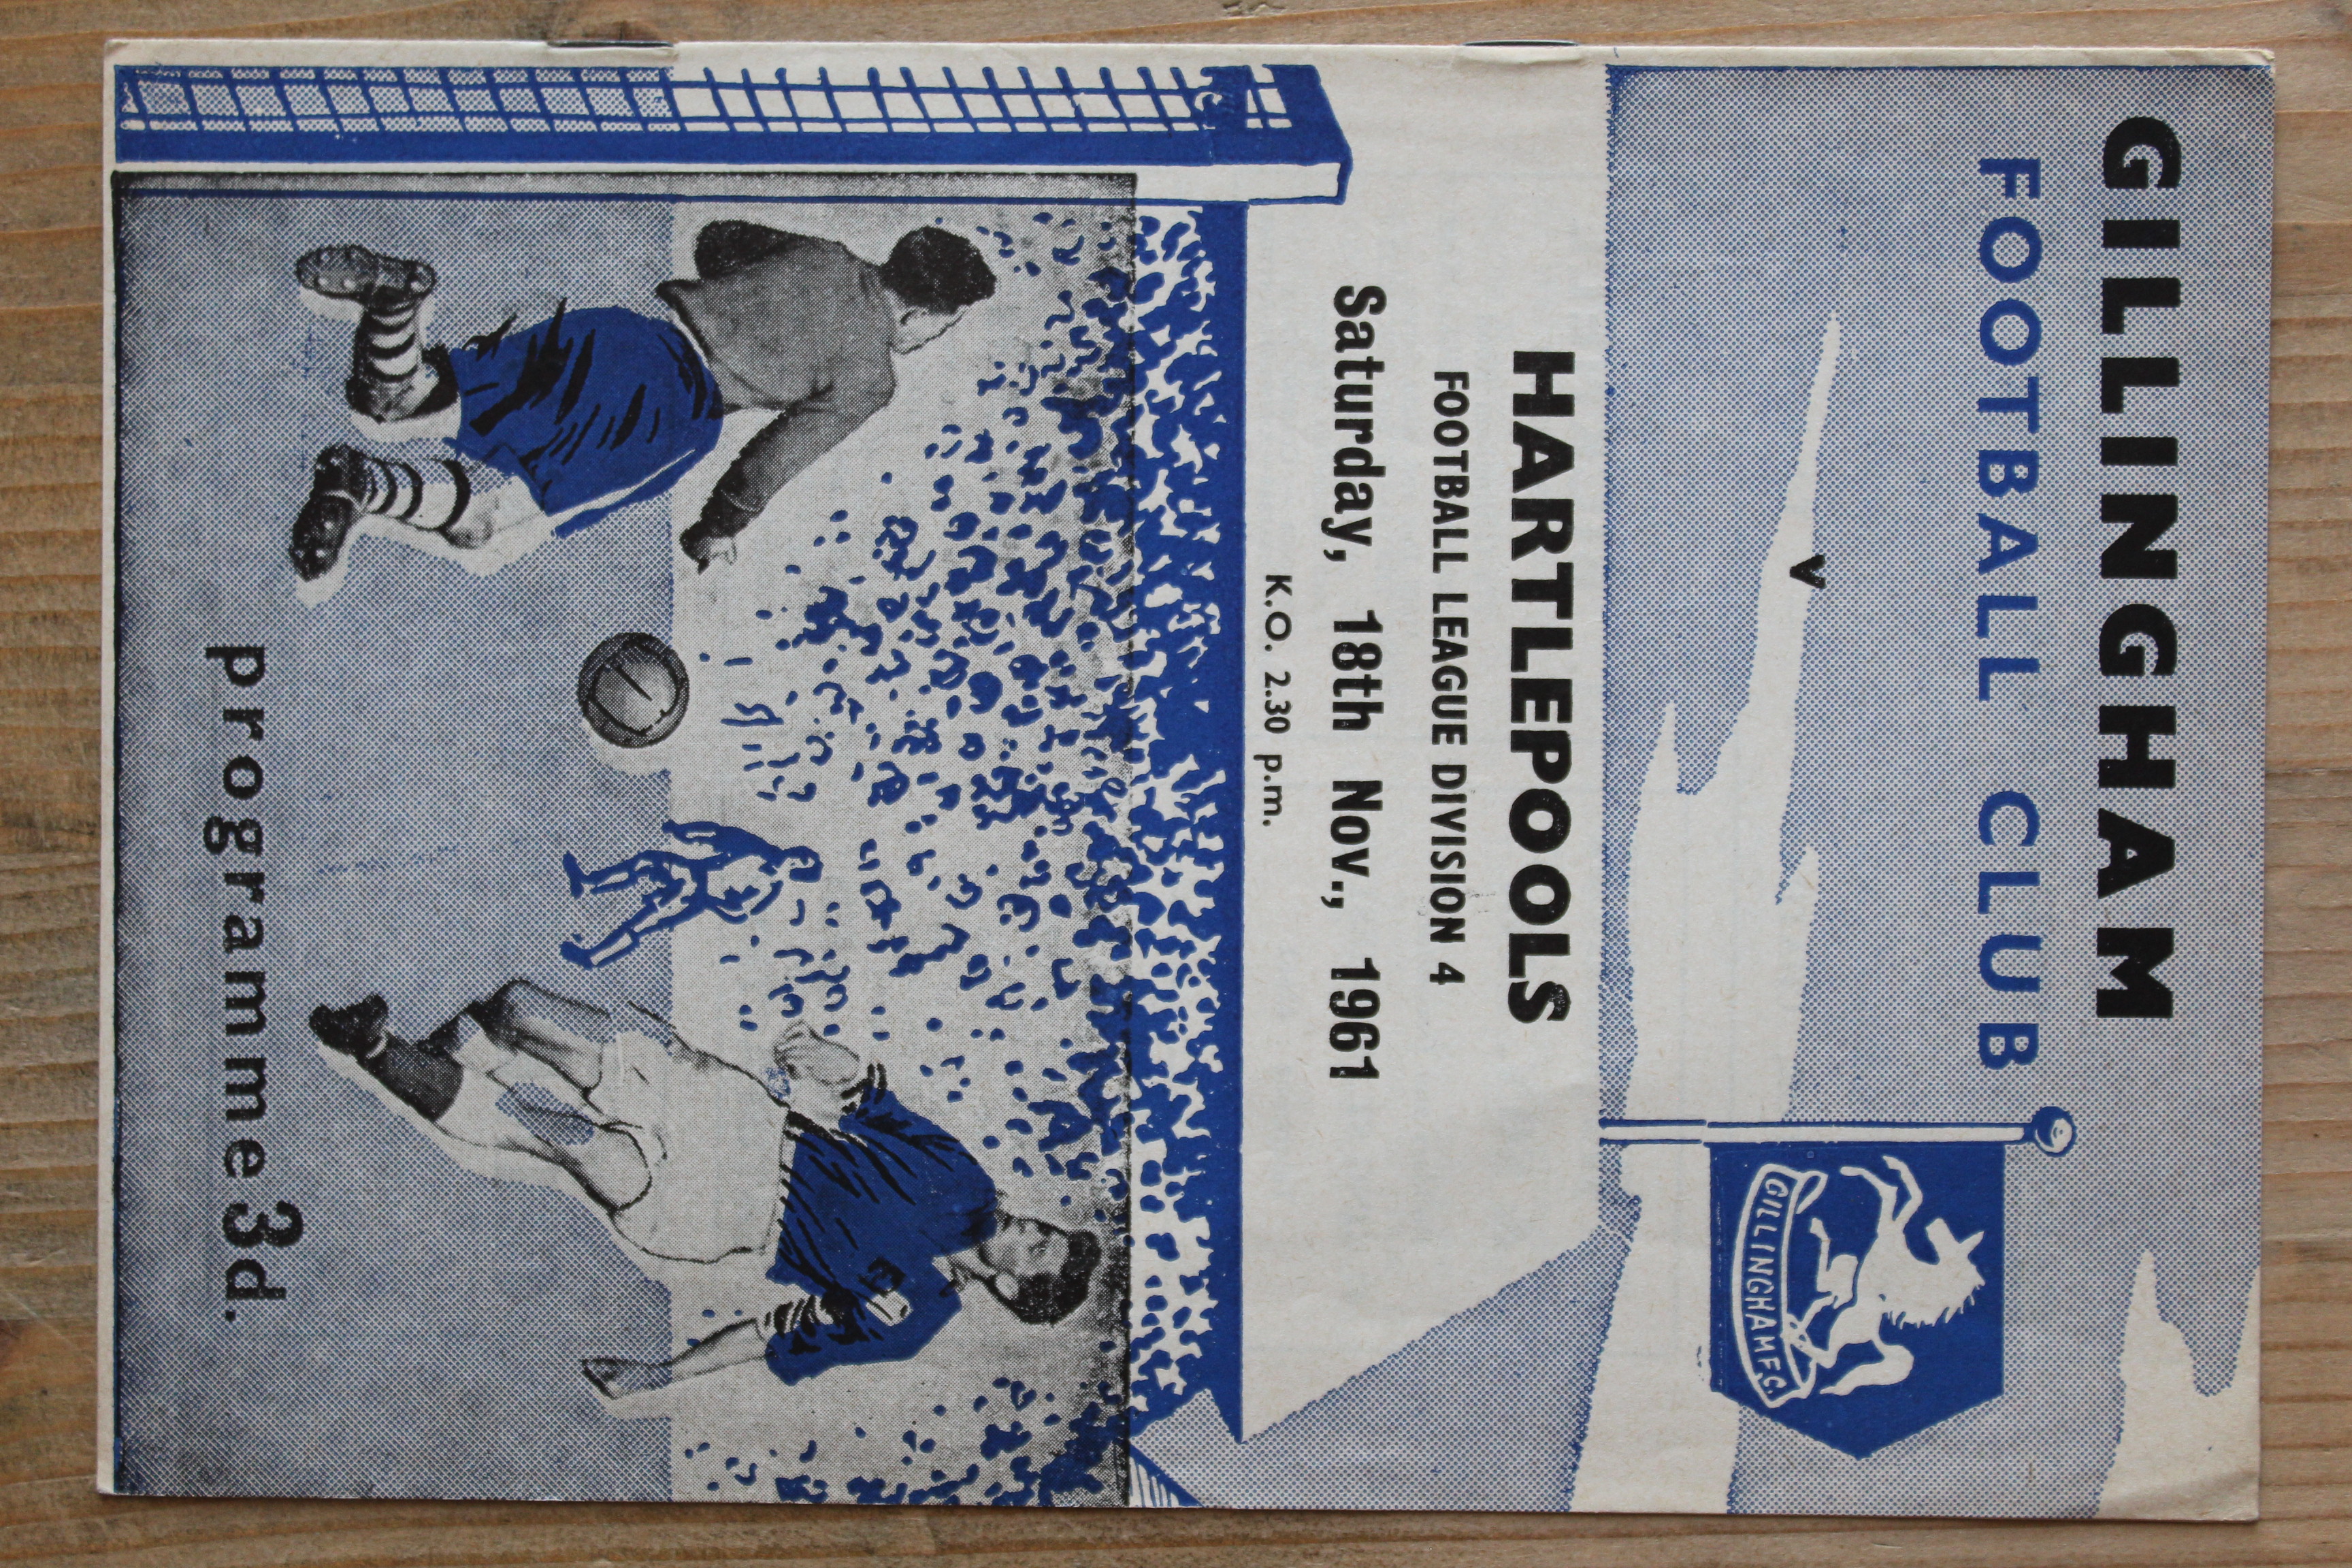 GILLINGHAM
FOOTBALL CLUB
GILLINGHAM F.C.
v
HARTLEPOOLS
FOOTBALL LEAGUE DIVISION 4
Saturday, 18th Nov., 1961
K.O. 2.30 p.m.
programme 3d.